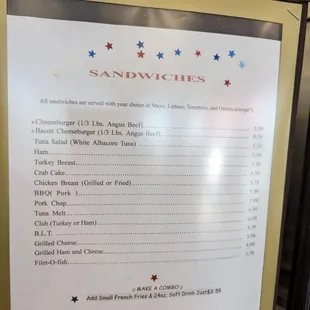 SANDWICHES
All sandwiches are served with your choice of Mayo, Lettuce, Tomatoes, and Onions
Cheeseburger (1/3 Lbs. Angus Beef)
Bacon Cheeseburger (1/3 Lbs. Angus Beef)
Tuna Salad (White Albacore Tuna)
Ham
Turkey Breast
Crab Cake
Chicken Breast (Grilled or Fried)
BBQ( Pork )
Pork Chop
Tuna Melt
Club (Turkey or Ham)
B.L.T.
Grilled Cheese
Grilled Ham and Cheese
Filet-O-fish
MAKE A COMBO
Add Small French Fries & 24oz. Soft Drink Just$3.59